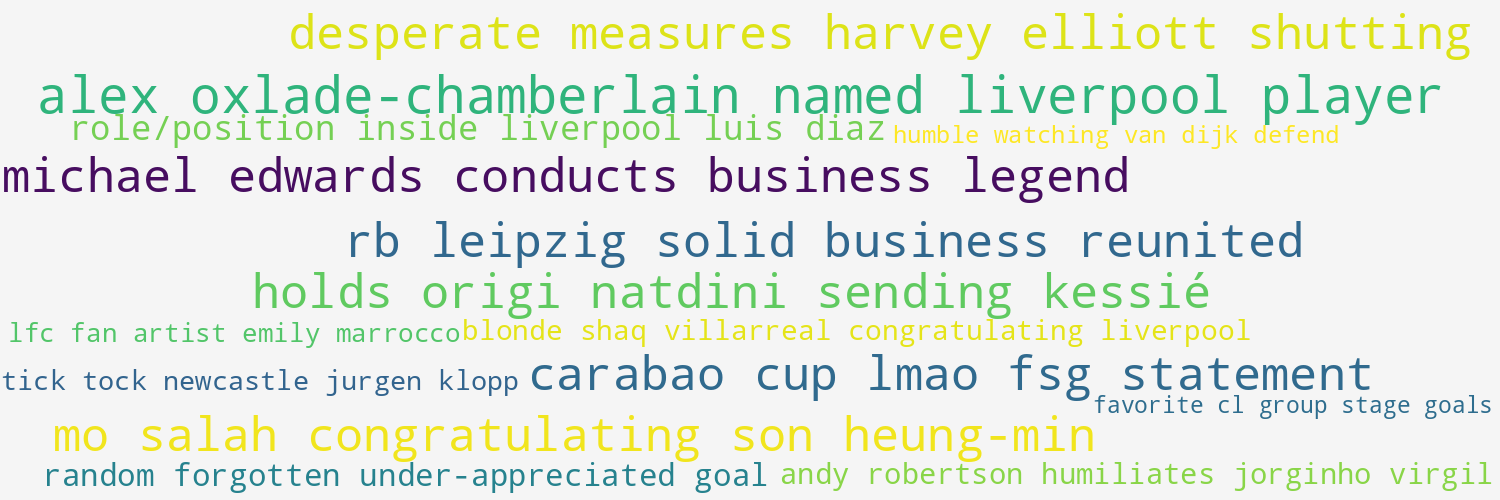 desperate measures harvey elliott shutting
alex oxlade-chamberlain named liverpool player
role/position inside liverpool luis diaz
humble watching van dijk defend
michael edwards conducts business legend
rb leipzig solid business reunited
holds origi natdini sending kessié
lfc fan artist emily marrocco
blonde shaq villarreal congratulating liverpool
tick tock newcastle jurgen klopp
carabao cup lmao fsg statement
favorite cl group stage goals
mo salah congratulating son heung-min
random forgotten under-appreciated goal
andy robertson humiliates jorginho virgil